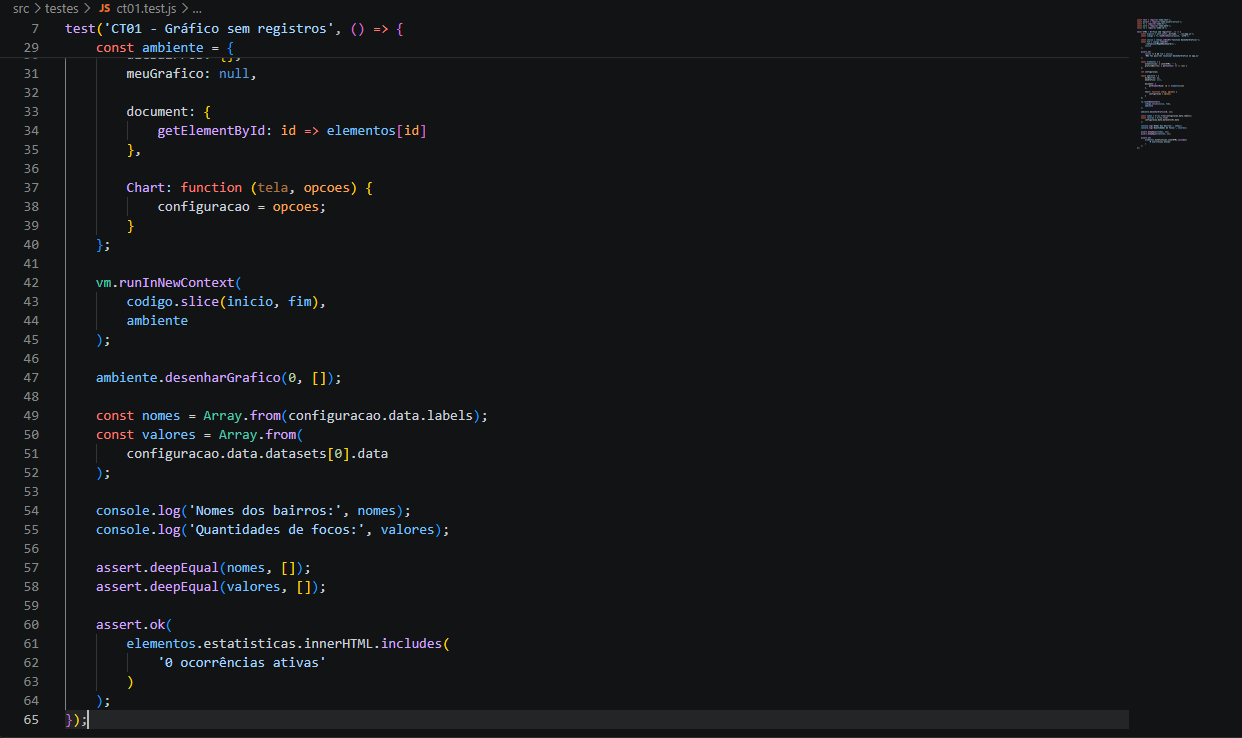 src > testes > JS ct01.test.js > ...
7 test('CT01 - Gráfico sem registros', () => {
29 const ambiente = {
31 meuGrafico: null,
32
33 document: {
34 getElementById: id => elementos[id]
35 },
36
37 Chart: function (tela, opcoes) {
38 configuracao = opcoes;
39 }
40 };
41
42 vm.runInNewContext(
43 codigo.slice(inicio, fim),
44 ambiente
45 );
46
47 ambiente.desenharGrafico(0, []);
48
49 const nomes = Array.from(configuracao.data.labels);
50 const valores = Array.from(
51 configuracao.data.datasets[0].data
52 );
53
54 console.log('Nomes dos bairros:', nomes);
55 console.log('Quantidades de focos:', valores);
56
57 assert.deepEqual(nomes, []);
58 assert.deepEqual(valores, []);
59
60 assert.ok(
61 elementos.estatisticas.innerHTML.includes(
62 '0 ocorrências ativas'
63 )
64 );
65 });